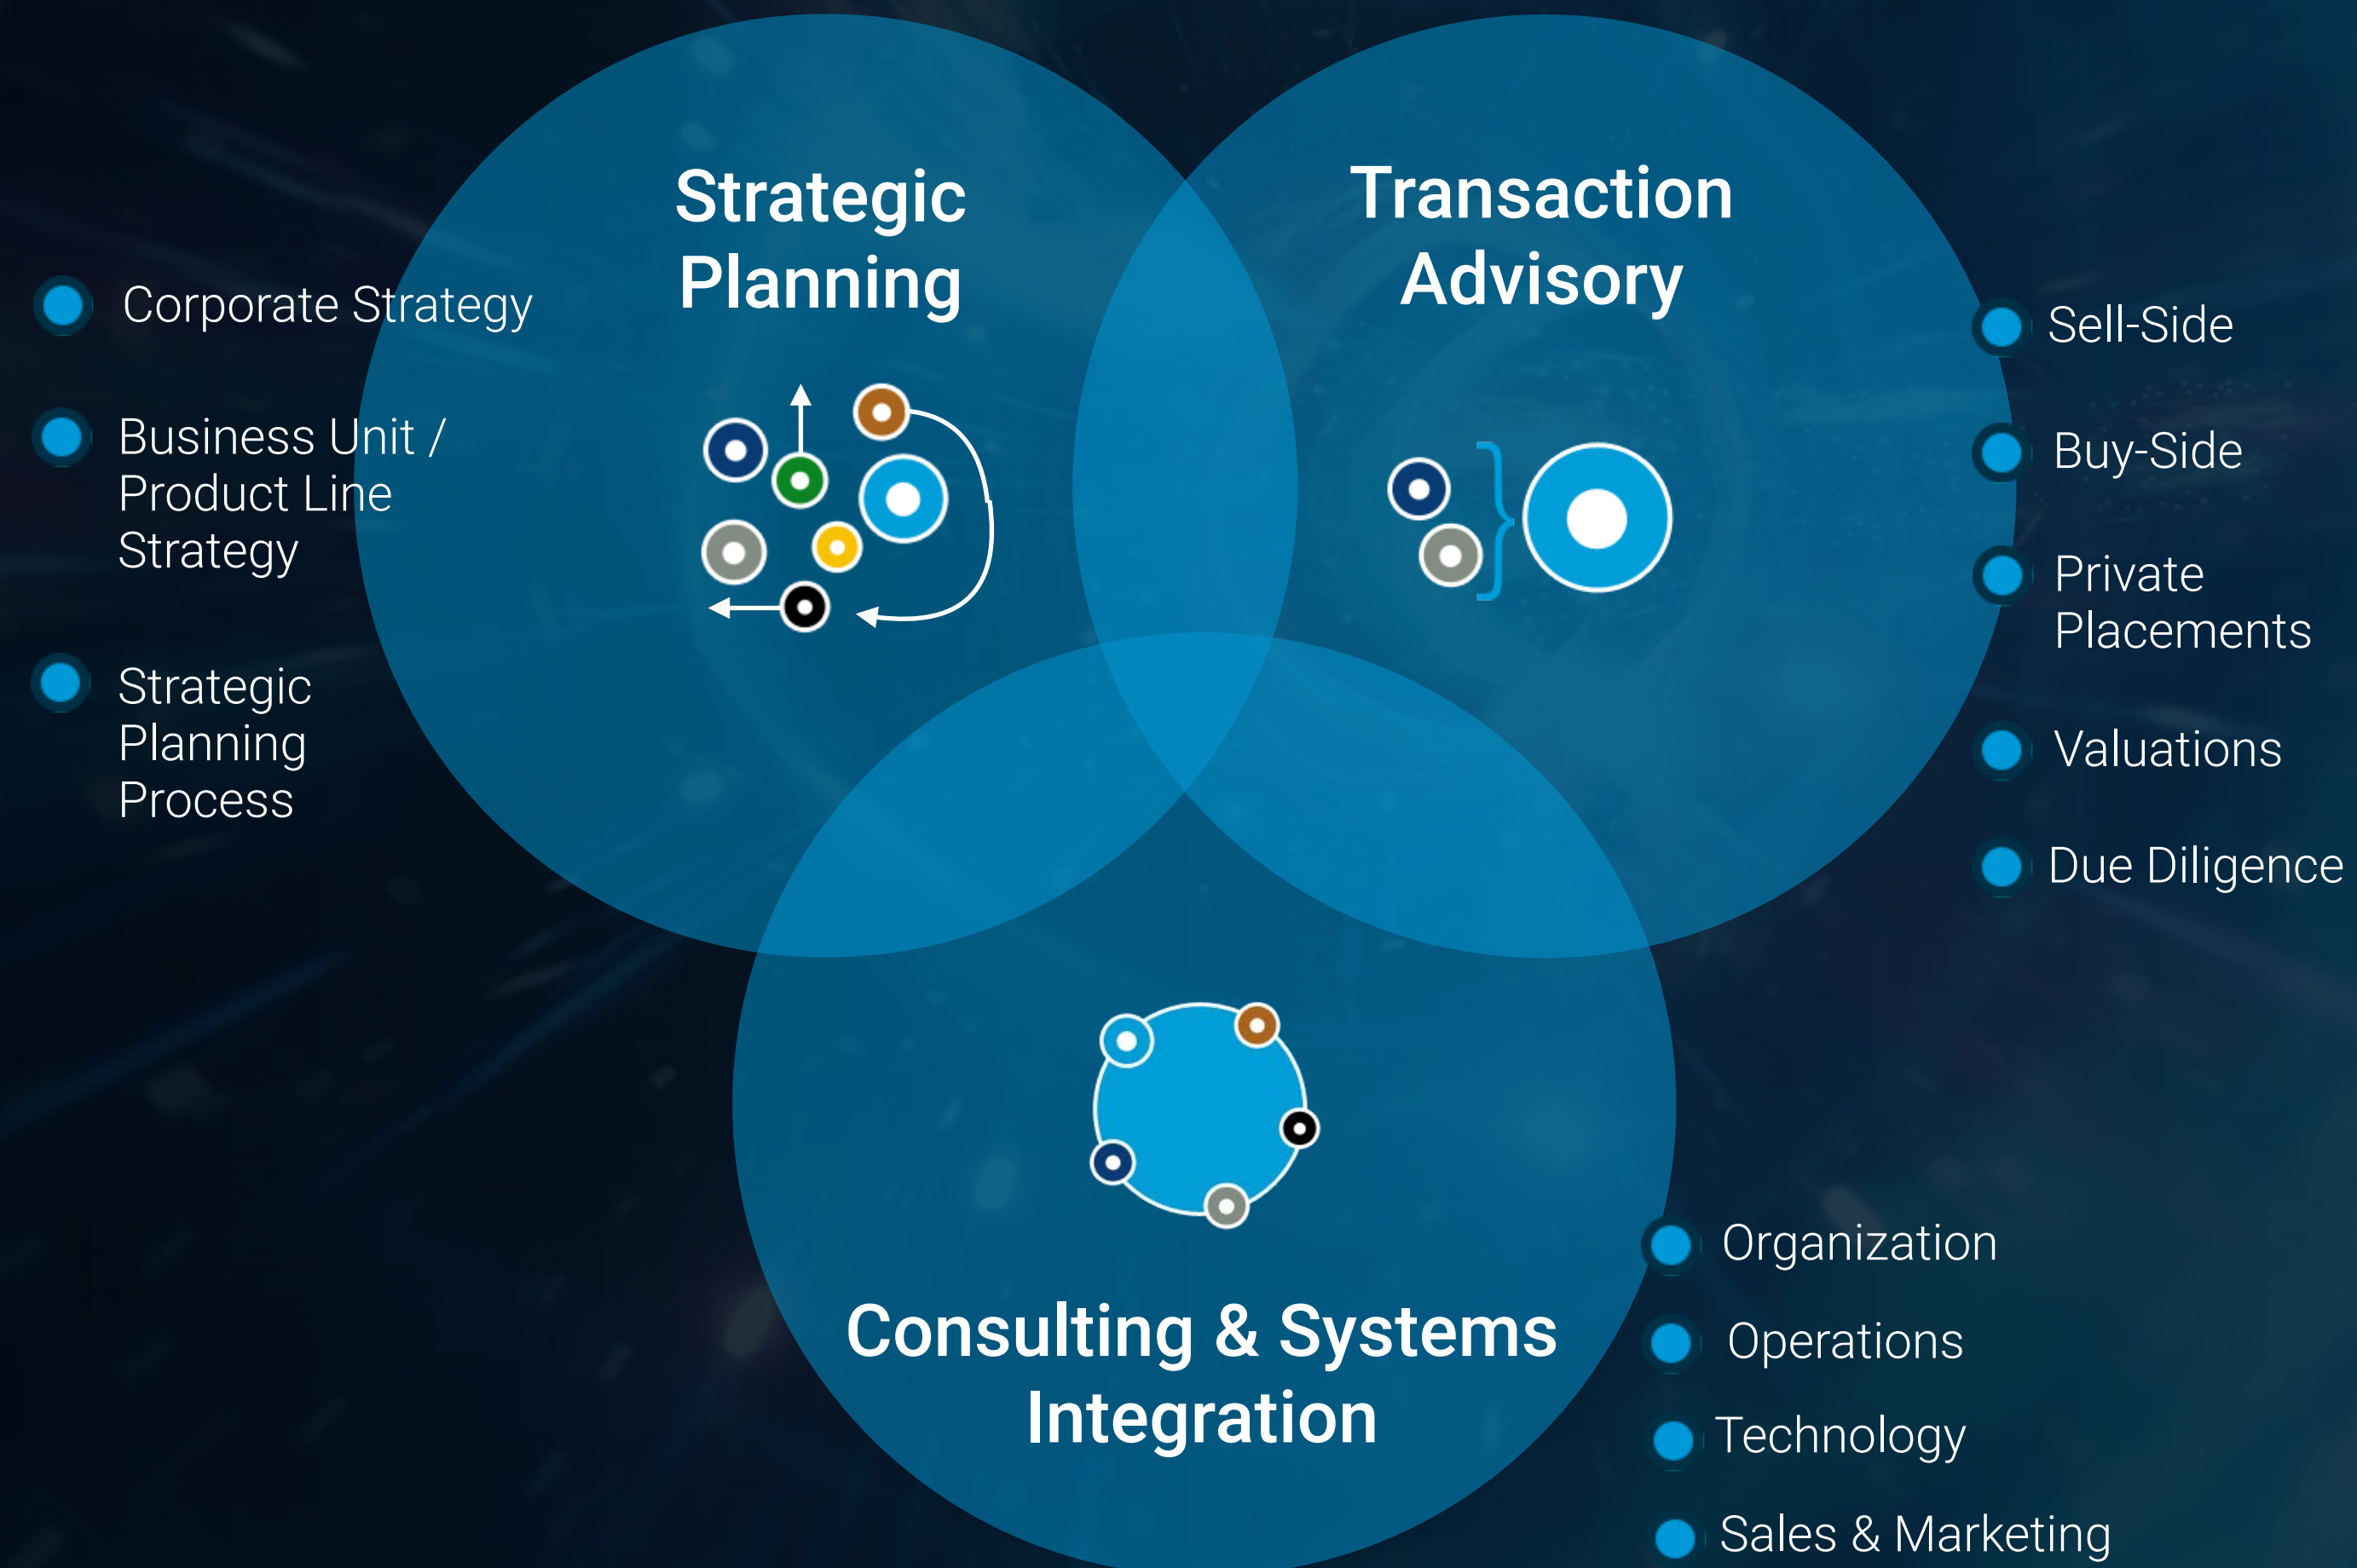 Strategic
Planning
Corporate Strategy
Business Unit /
Product Line
Strategy
Strategic
Planning
Process
Transaction
Advisory
Sell-Side
Buy-Side
Private
Placements
Valuations
Due Diligence
Consulting & Systems
Integration
Organization
Operations
Technology
Sales & Marketing